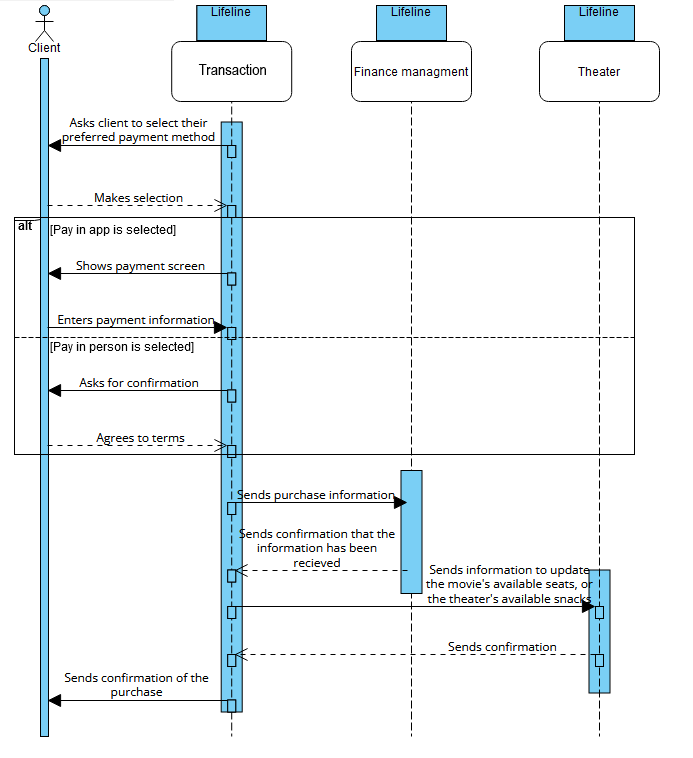 Lifeline
Lifeline
Lifeline
Client
Transaction
Finance managment
Theater
Asks client to select their
preferred payment method
Makes selection
alt
[Pay in app is selected]
Shows payment screen
Enters payment information
[Pay in person is selected]
Asks for confirmation
Agrees to terms
Sends purchase information
Sends confirmation that the
information has been
recieved
Sends information to update
the movie's available seats, or
the theater's available snacks
Sends confirmation
Sends confirmation of the
purchase